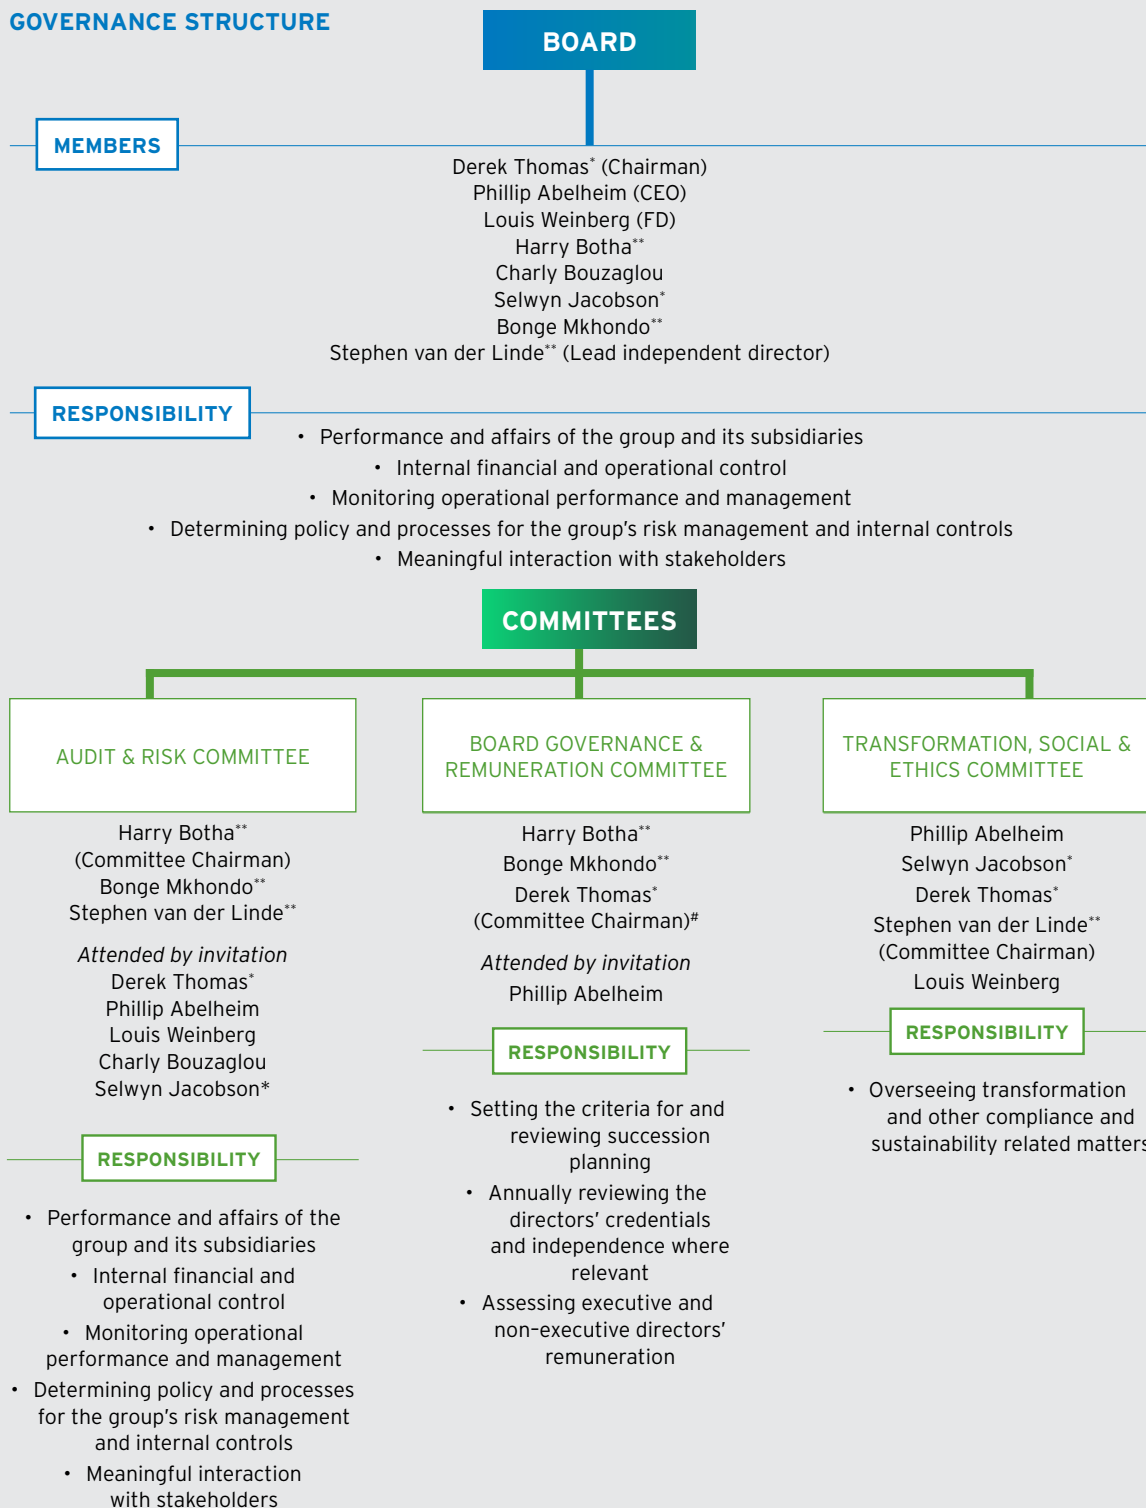 GOVERNANCE STRUCTURE
BOARD
MEMBERS
Derek Thomas* (Chairman)
Phillip Abelheim (CEO)
Louis Weinberg (FD)
Harry Botha**
Charly Bouzaglou
Selwyn Jacobson*
Bonge Mkhondo**
Stephen van der Linde** (Lead independent director)
RESPONSIBILITY
• Performance and affairs of the group and its subsidiaries
• Internal financial and operational control
• Monitoring operational performance and management
• Determining policy and processes for the group’s risk management and internal controls
• Meaningful interaction with stakeholders
COMMITTEES
AUDIT & RISK COMMITTEE
Harry Botha**
(Committee Chairman)
Bonge Mkhondo**
Stephen van der Linde**
Attended by invitation
Derek Thomas*
Phillip Abelheim
Louis Weinberg
Charly Bouzaglou
Selwyn Jacobson*
RESPONSIBILITY
• Performance and affairs of the
group and its subsidiaries
• Internal financial and
operational control
• Monitoring operational
performance and management
• Determining policy and processes
for the group’s risk management
and internal controls
• Meaningful interaction
with stakeholders
BOARD GOVERNANCE &
REMUNERATION COMMITTEE
Harry Botha**
Bonge Mkhondo**
Derek Thomas*
(Committee Chairman)#
Attended by invitation
Phillip Abelheim
RESPONSIBILITY
• Setting the criteria for and
reviewing succession
planning
• Annually reviewing the
directors’ credentials
and independence where
relevant
• Assessing executive and
non-executive directors’
remuneration
TRANSFORMATION, SOCIAL &
ETHICS COMMITTEE
Phillip Abelheim
Selwyn Jacobson*
Derek Thomas*
Stephen van der Linde**
(Committee Chairman)
Louis Weinberg
RESPONSIBILITY
• Overseeing transformation
and other compliance and
sustainability related matters